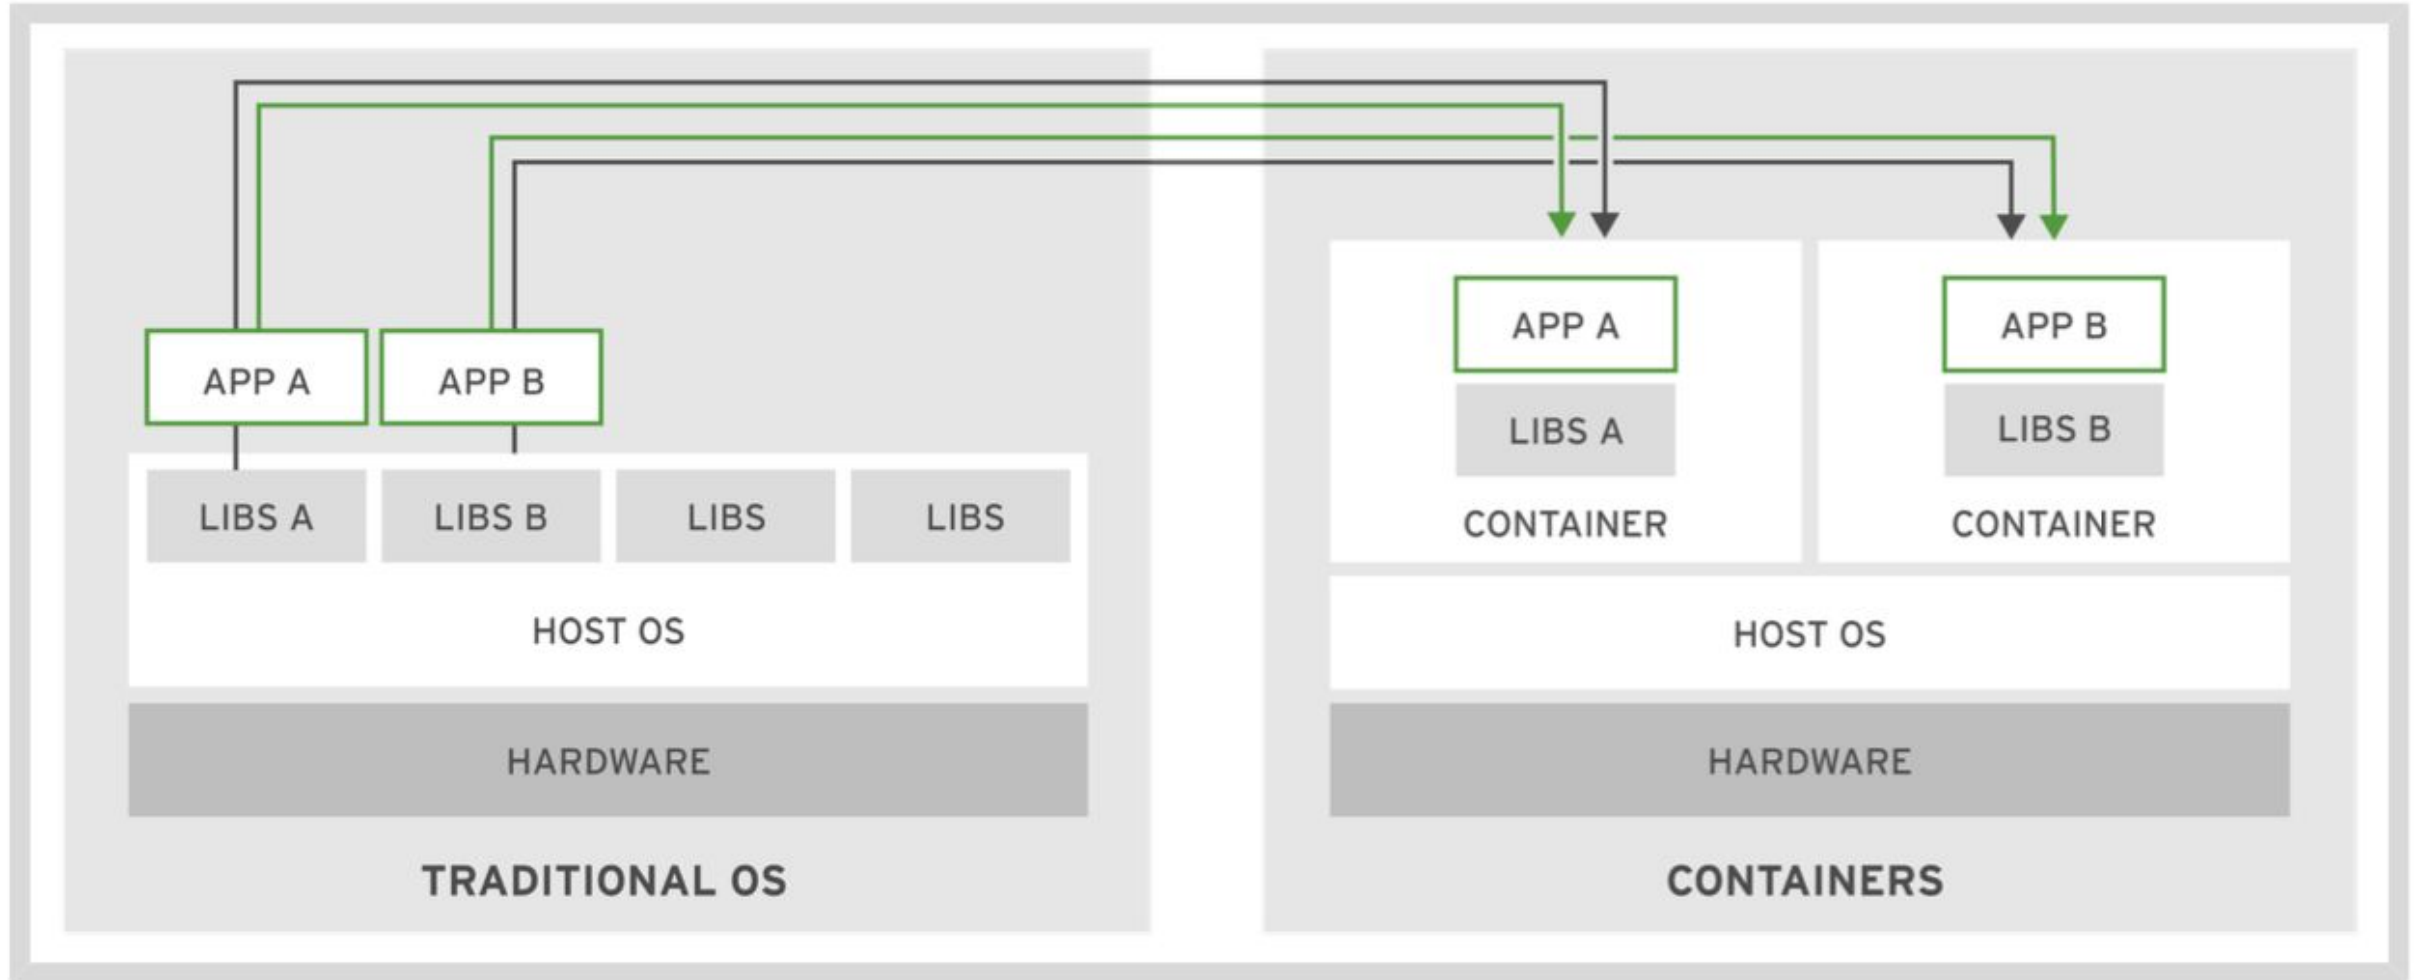 APP A
APP B
LIBS A
LIBS B
LIBS
LIBS
HOST OS
HARDWARE
TRADITIONAL OS
APP A
LIBS A
CONTAINER
APP B
LIBS B
CONTAINER
HOST OS
HARDWARE
CONTAINERS